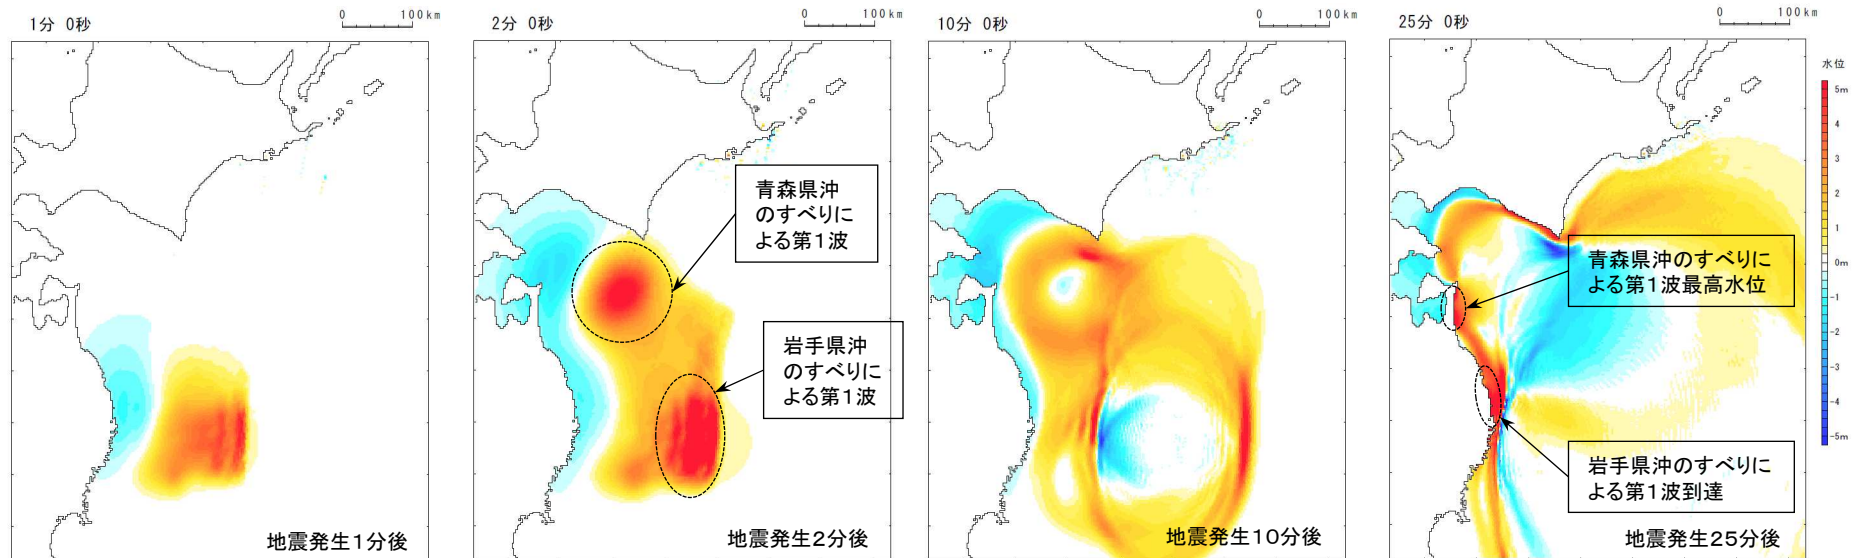 1分 0秒
0 100km
地震発生1分後
2分 0秒
0 100km
青森県沖
のすべりに
よる第1波
岩手県沖
のすべりに
よる第1波
地震発生2分後
10分 0秒
0 100km
地震発生10分後
25分 0秒
0 100km
青森県沖のすべりに
よる第1波最高水位
岩手県沖のすべりに
よる第1波到達
地震発生25分後
水位
5m
4
3
2
1
0m
-1
-2
-3
-4
-5m